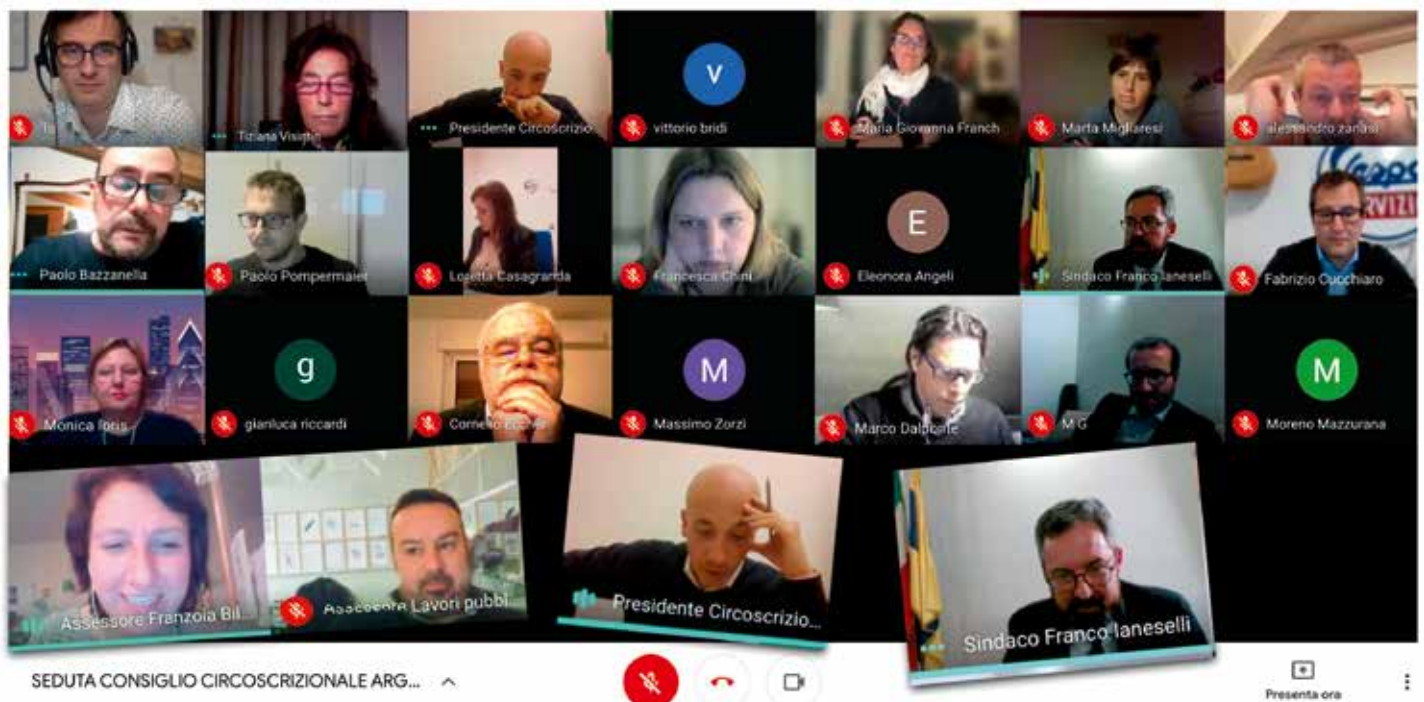 Tiziana Visintin
Presidente Circoscrizio
V
vittorio bridi
Maria Giovanna Franch
Marta Migliaresi
alessandro zanasi
Paolo Bazzanella
Paolo Pompermaier
Losetta Casagranda
Francesca Chini
E
Eleonora Angeli
Sindaco Franco Ianeselli
Fabrizio Cucchiaro
Monica Ioris
g
gianluca riccardi
M
Massimo Zorzi
Marco Dalponte
M G
M
Moreno Mazzurana
Assessore Franzoia Bil...
Assessore Lavori pubbl
Presidente Circoscrizio...
Sindaco Franco Ianeselli
SEDUTA CONSIGLIO CIRCOSCRIZIONALE ARG...
Presenta ora